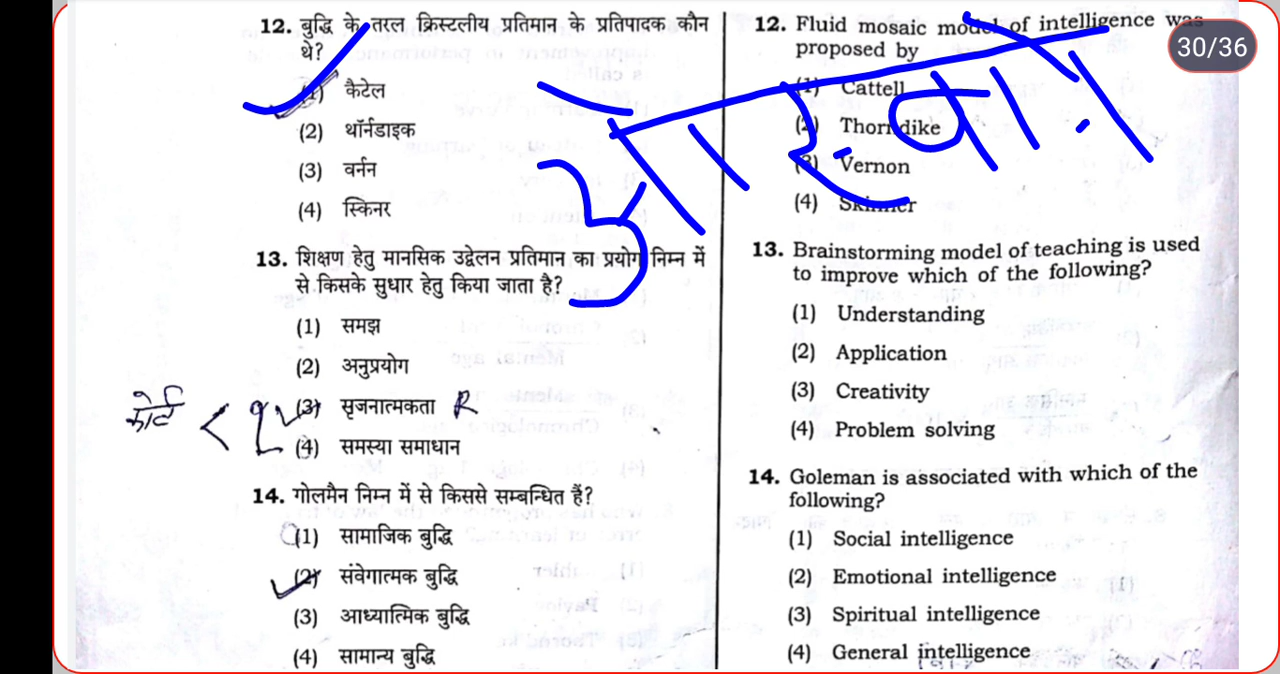 12. बुद्धि के तरल क्रिस्टलीय प्रतिमान के प्रतिपादक कौन
थे?
(1) कैटेल
(2) थॉर्नडाइक
(3) वर्नन
(4) स्किनर
13. शिक्षण हेतु मानसिक उद्वेलन प्रतिमान का प्रयोग निम्न में
से किसके सुधार हेतु किया जाता है?
(1) समझ
(2) अनुप्रयोग
(3) सृजनात्मकता R
(4) समस्या समाधान
14. गोलमैन निम्न में से किससे सम्बन्धित हैं?
(1) सामाजिक बुद्धि
(2) संवेगात्मक बुद्धि
(3) आध्यात्मिक बुद्धि
(4) सामान्य बुद्धि
12. Fluid mosaic model of intelligence was
proposed by
(1) Cattell
(2) Thorndike
(3) Vernon
(4) Skinner
13. Brainstorming model of teaching is used
to improve which of the following?
(1) Understanding
(2) Application
(3) Creativity
(4) Problem solving
14. Goleman is associated with which of the
following?
(1) Social intelligence
(2) Emotional intelligence
(3) Spiritual intelligence
(4) General intelligence
30/36